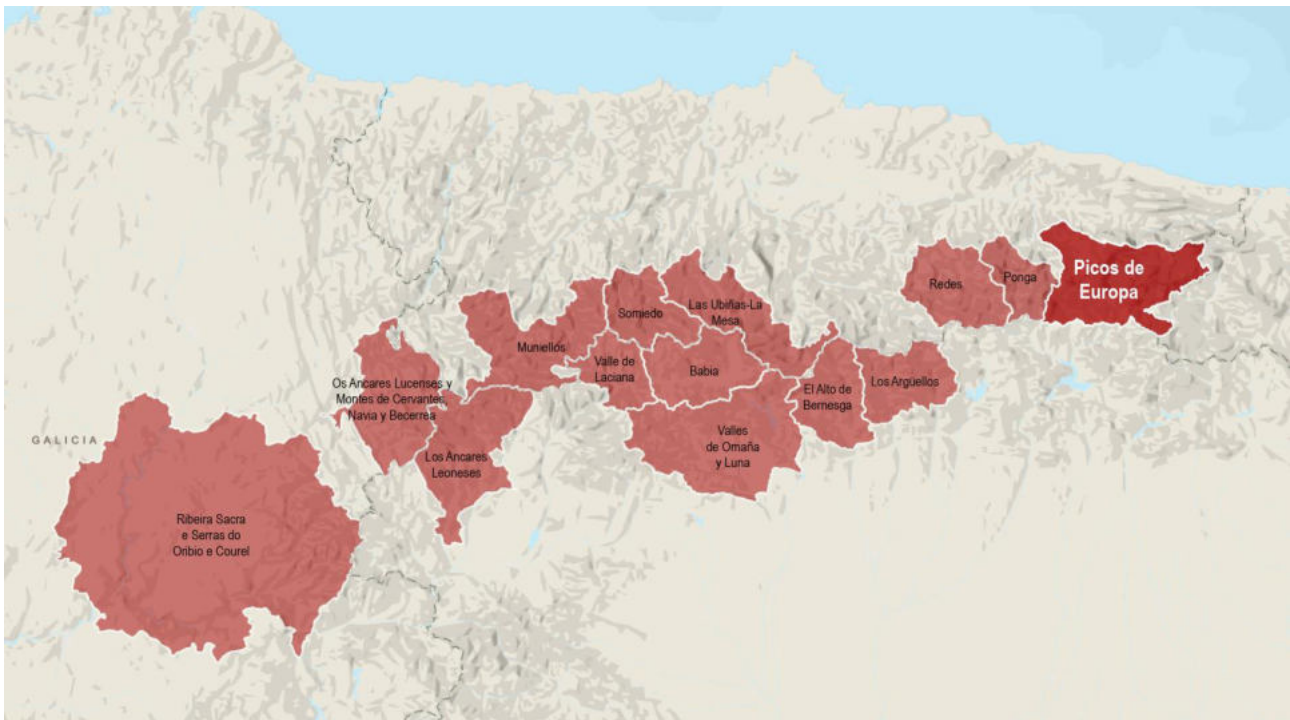 Picos de
Europa
Ponga
Redes
Las Ubiñas-La
Mesa
Somiedo
Muniellos
Valle de
Laciana
Babia
Los Argüellos
El Alto de
Bernesga
Os Ancares Lucenses y
Montes de Cervantes,
Navia y Becerrea
Valles
de Omaña
y Luna
GALICIA
Los Ancares
Leoneses
Ribeira Sacra
e Serras do
Oribio e Courel